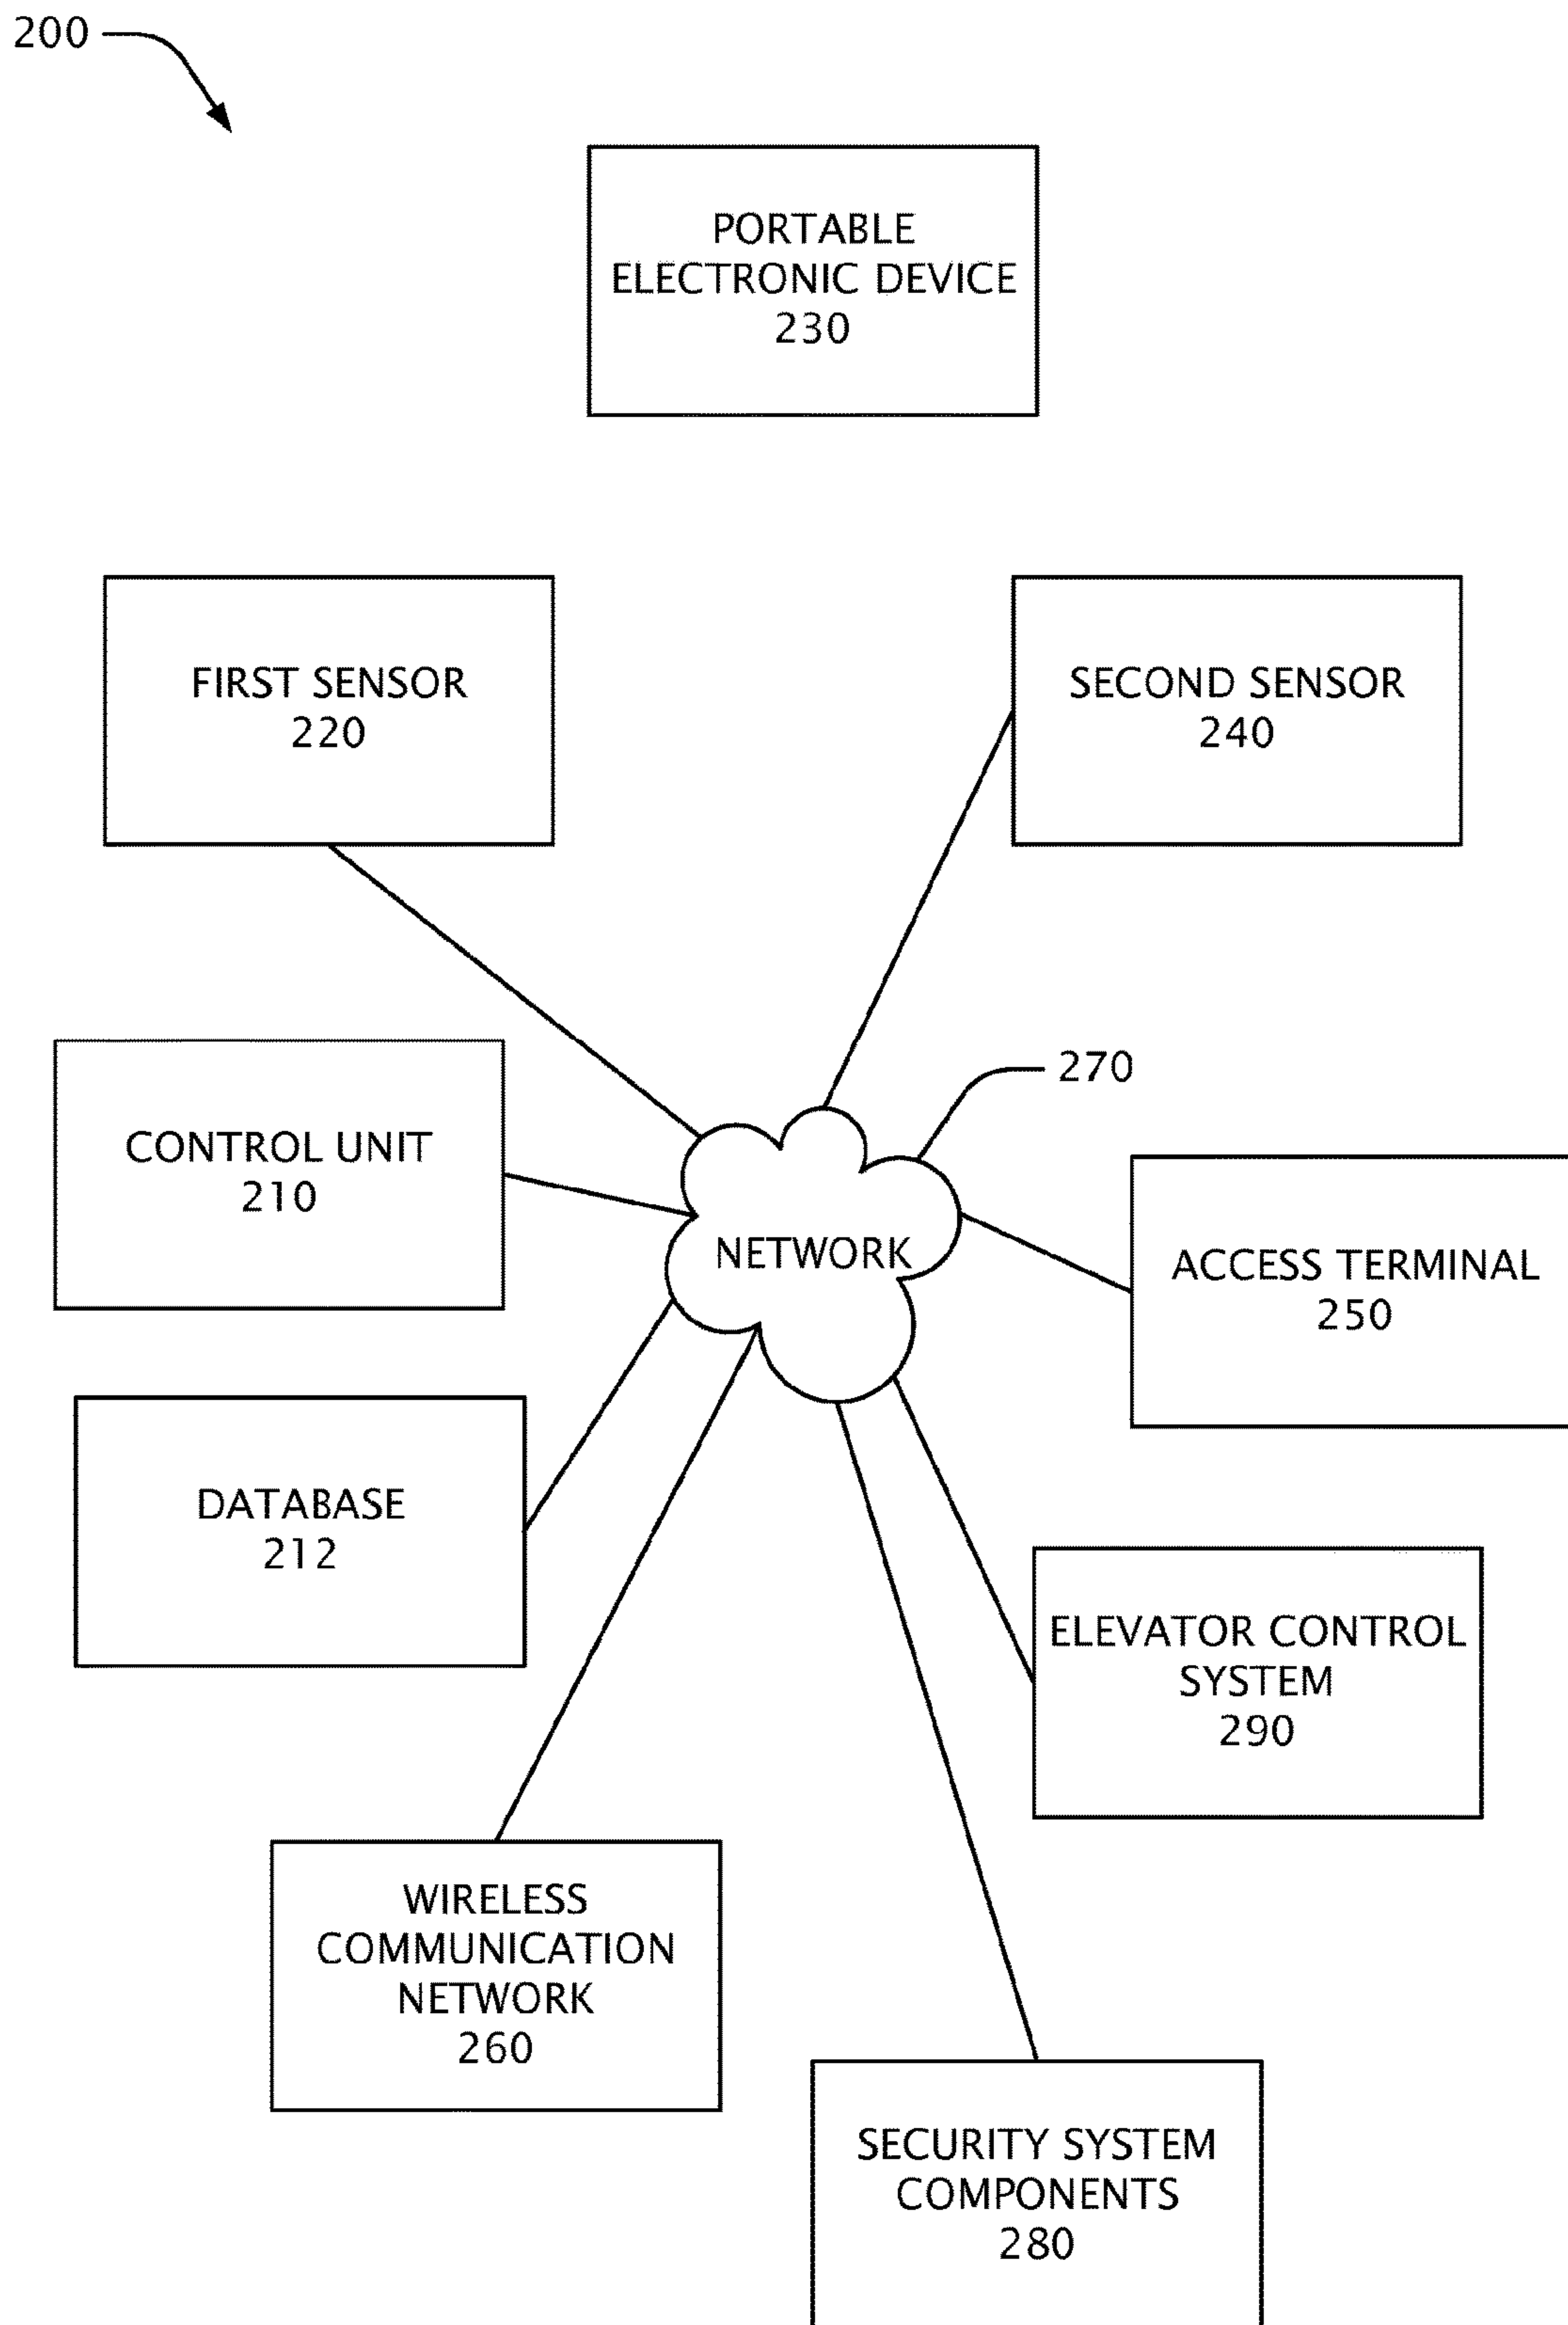 200
PORTABLE
ELECTRONIC DEVICE
230
FIRST SENSOR
220
SECOND SENSOR
240
270
CONTROL UNIT
210
NETWORK
ACCESS TERMINAL
250
DATABASE
212
ELEVATOR CONTROL
SYSTEM
290
WIRELESS
COMMUNICATION
NETWORK
260
SECURITY SYSTEM
COMPONENTS
280